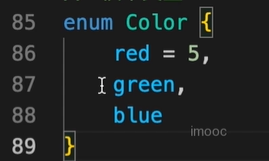 85 enum Color {
86     red = 5,
87     green,
88     blue
imooc
89 }